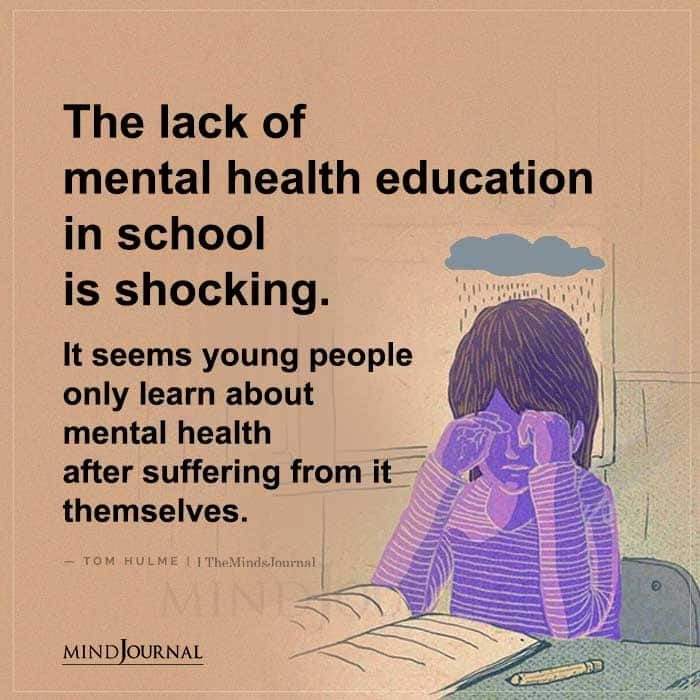 The lack of
mental health education
in school
is shocking.
It seems young people
only learn about
mental health
after suffering from it
themselves.
— TOM HULME | TheMindsJournal
MIND
MINDJOURNAL